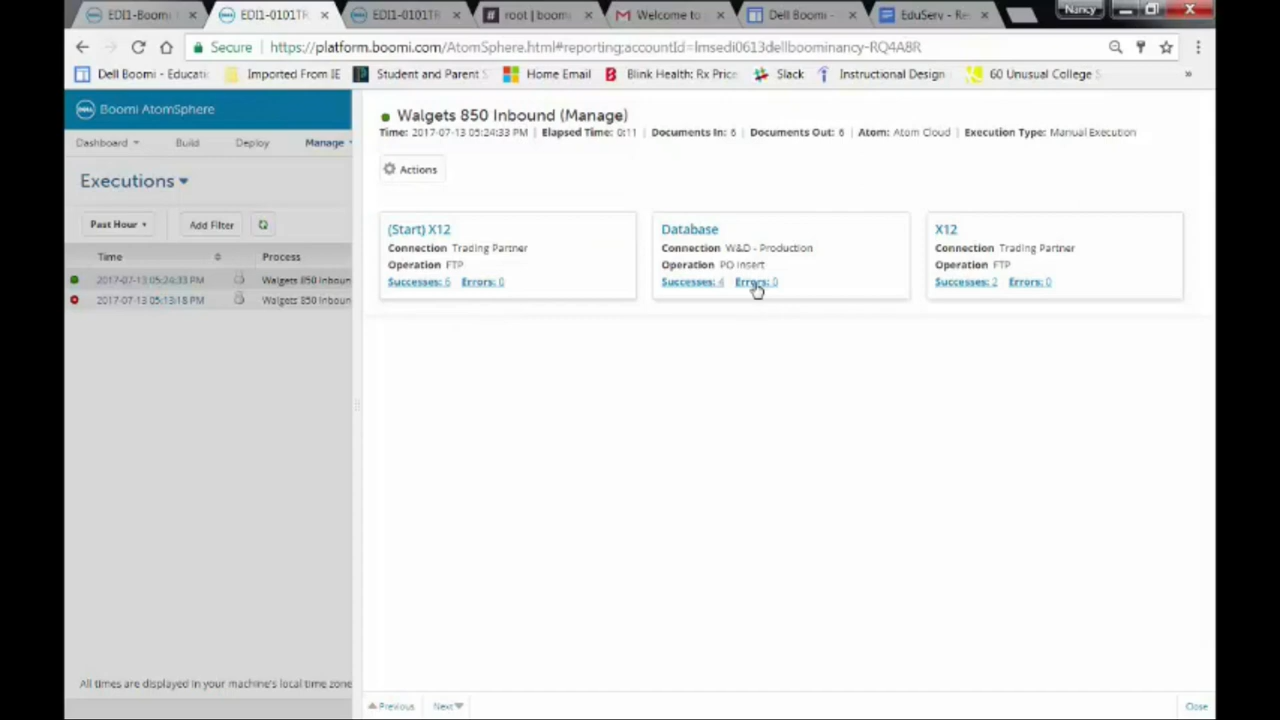 EDI1-Boomi
EDI1-0101TR
EDI1-0101TR
root | boomi
Welcome to
Dell Boomi -
EduServ - Re
Nancy
Secure
https://platform.boomi.com/AtomSphere.html#reporting;accountId=lmsedi0613dellboominancy-RQ4A8R
Dell Boomi - Educati
Imported From IE
Student and Parent S
Home Email
Blink Health: Rx Price
Slack
Instructional Design
60 Unusual College S
»
DELL Boomi AtomSphere
Dashboard
Build
Deploy
Manage
Executions
Past Hour
Add Filter
Time
Process
2017-07-13 05:24:33 PM
Walgets 850 Inboun
2017-07-13 05:13:18 PM
Walgets 850 Inboun
All times are displayed in your machine's local time zone
Walgets 850 Inbound (Manage)
Time: 2017-07-13 05:24:33 PM | Elapsed Time: 0:11 | Documents In: 6 | Documents Out: 6 | Atom: Atom Cloud | Execution Type: Manual Execution
Actions
(Start) X12
Connection Trading Partner
Operation FTP
Successes: 6 Errors: 0
Database
Connection W&D - Production
Operation PO Insert
Successes: 4 Errors: 0
X12
Connection Trading Partner
Operation FTP
Successes: 2 Errors: 0
Previous
Next
Close